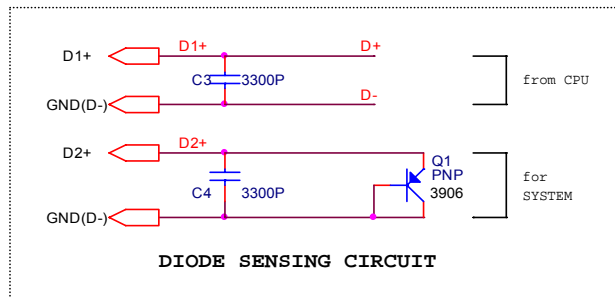 D1+
D1+
D+
C3
3300P
from CPU
GND(D-)
D-
D2+
D2+
Q1
PNP
3906
for
SYSTEM
C4
3300P
GND(D-)
DIODE SENSING CIRCUIT